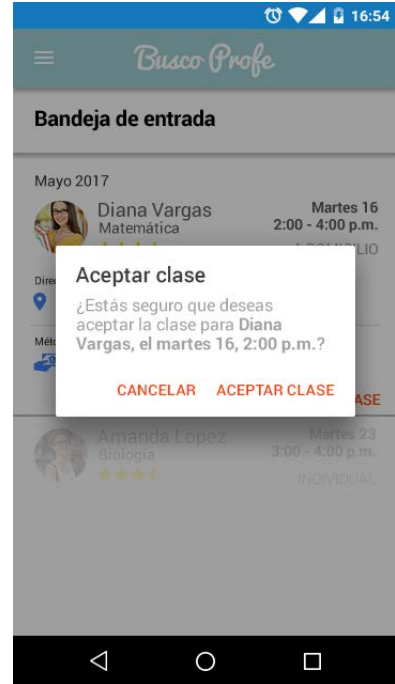 16:54
Busco Profe
Bandeja de entrada
Mayo 2017
Diana Vargas
Martes 16
Matemática
2:00 - 4:00 p.m.
Aceptar clase
¿Estás seguro que deseas
aceptar la clase para Diana
Vargas, el martes 16, 2:00 p.m.?
CANCELAR ACEPTAR CLASE
Amanda López
Martes 23
Biología
3:00 - 4:00 p.m.
INDIVIDUAL